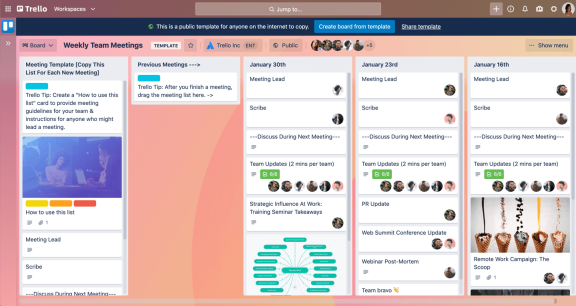 Trello
Workspaces
Jump to...
This is a public template for anyone on the internet to copy.
Create board from template
Share template
Board
Weekly Team Meetings
TEMPLATE
Trello Inc
ENT
Public
+5
Show menu
Meeting Template [Copy This
List For Each New Meeting]
Trello Tip: Create a "How to use this
list" card to provide meeting
guidelines for your team &
instructions for anyone who might
lead a meeting.
How to use this list
1
Meeting Lead
Scribe
---Discuss During Next Meeting---
Previous Meetings --->
Trello Tip: After you finish a meeting,
drag the meeting list here. ->
January 30th
Meeting Lead
Scribe
---Discuss During Next Meeting---
Team Updates (2 mins per team)
6/6
Strategic Influence At Work:
Training Seminar Takeaways
January 23rd
Meeting Lead
Scribe
---Discuss During Next Meeting---
Team Updates (2 mins per team)
6/6
PR Update
Web Summit Conference Update
Webinar Post-Mortem
Team bravo 👏
January 16th
Meeting Lead
Scribe
---Discuss During Next Meeting---
Team Updates (2 mins per team)
6/6
Remote Work Campaign: The
Scoop
1